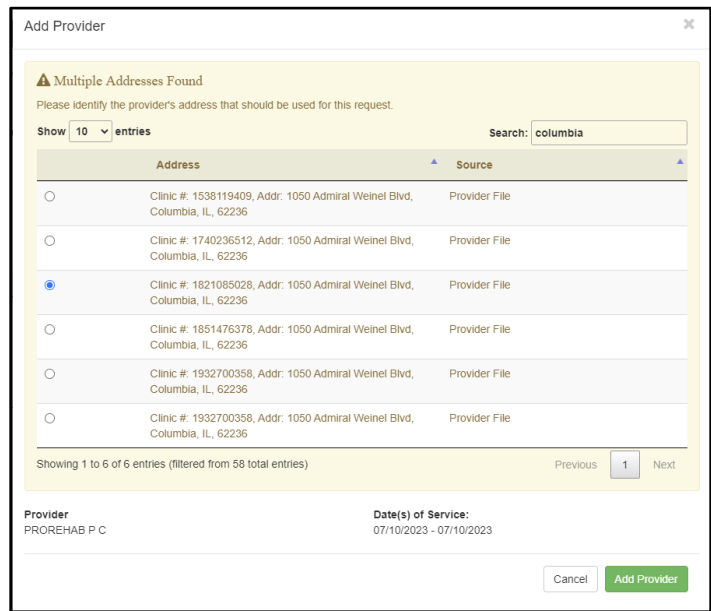 Add Provider
Multiple Addresses Found
Please identify the provider's address that should be used for this request.
Show 10 entries Search: columbia
Address Source
Clinic #: 1538119409, Addr: 1050 Admiral Weinel Blvd, Provider File
Columbia, IL, 62236
Clinic #: 1740236512, Addr: 1050 Admiral Weinel Blvd, Provider File
Columbia, IL, 62236
Clinic #: 1821085028, Addr: 1050 Admiral Weinel Blvd, Provider File
Columbia, IL, 62236
Clinic #: 1851476378, Addr: 1050 Admiral Weinel Blvd, Provider File
Columbia, IL, 62236
Clinic #: 1932700358, Addr: 1050 Admiral Weinel Blvd, Provider File
Columbia, IL, 62236
Clinic #: 1932700358, Addr: 1050 Admiral Weinel Blvd, Provider File
Columbia, IL, 62236
Showing 1 to 6 of 6 entries (filtered from 58 total entries) Previous 1 Next
Provider Date(s) of Service:
PROREHAB P C 07/10/2023 - 07/10/2023
Cancel Add Provider